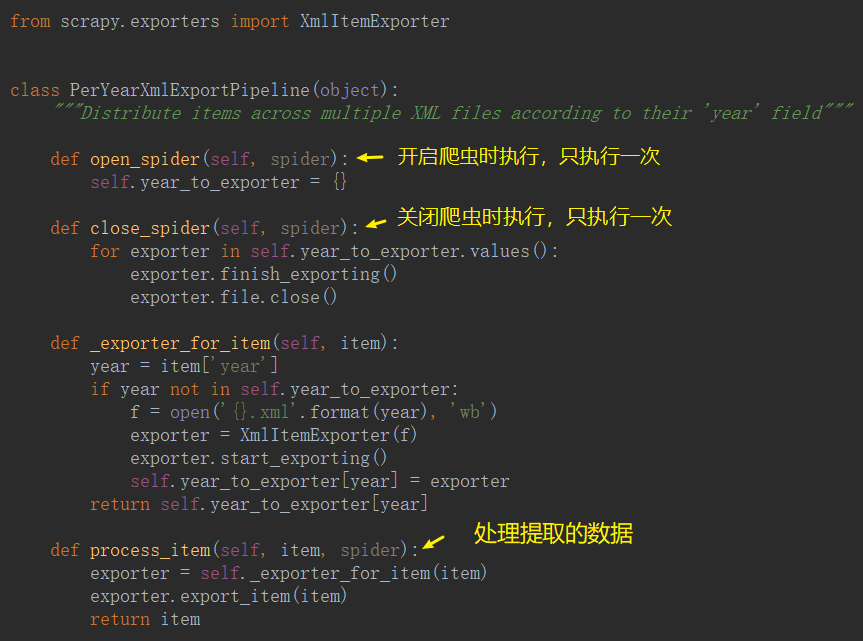 from scrapy.exporters import XmlItemExporter
class PerYearXmlExportPipeline(object):
"""Distribute items across multiple XML files according to their 'year' field"""
def open_spider(self, spider): 开启爬虫时执行，只执行一次
self.year_to_exporter = {}
def close_spider(self, spider): 关闭爬虫时执行，只执行一次
for exporter in self.year_to_exporter.values():
exporter.finish_exporting()
exporter.file.close()
def _exporter_for_item(self, item):
year = item['year']
if year not in self.year_to_exporter:
f = open('{}.xml'.format(year), 'wb')
exporter = XmlItemExporter(f)
exporter.start_exporting()
self.year_to_exporter[year] = exporter
return self.year_to_exporter[year]
def process_item(self, item, spider): 处理提取的数据
exporter = self._exporter_for_item(item)
exporter.export_item(item)
return item